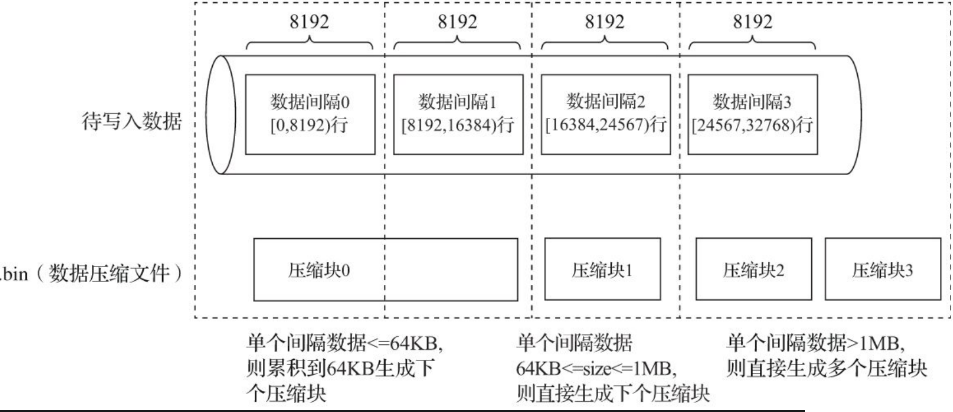 8192 8192 8192 8192
待写入数据
数据间隔0
[0,8192)行
数据间隔1
[8192,16384)行
数据间隔2
[16384,24567)行
数据间隔3
[24567,32768)行
.bin（数据压缩文件）
压缩块0
压缩块1
压缩块2
压缩块3
单个间隔数据<=64KB,
则累积到64KB生成下
个压缩块
单个间隔数据
64KB<=size<=1MB,
则直接生成下个压缩块
单个间隔数据>1MB,
则直接生成多个压缩块